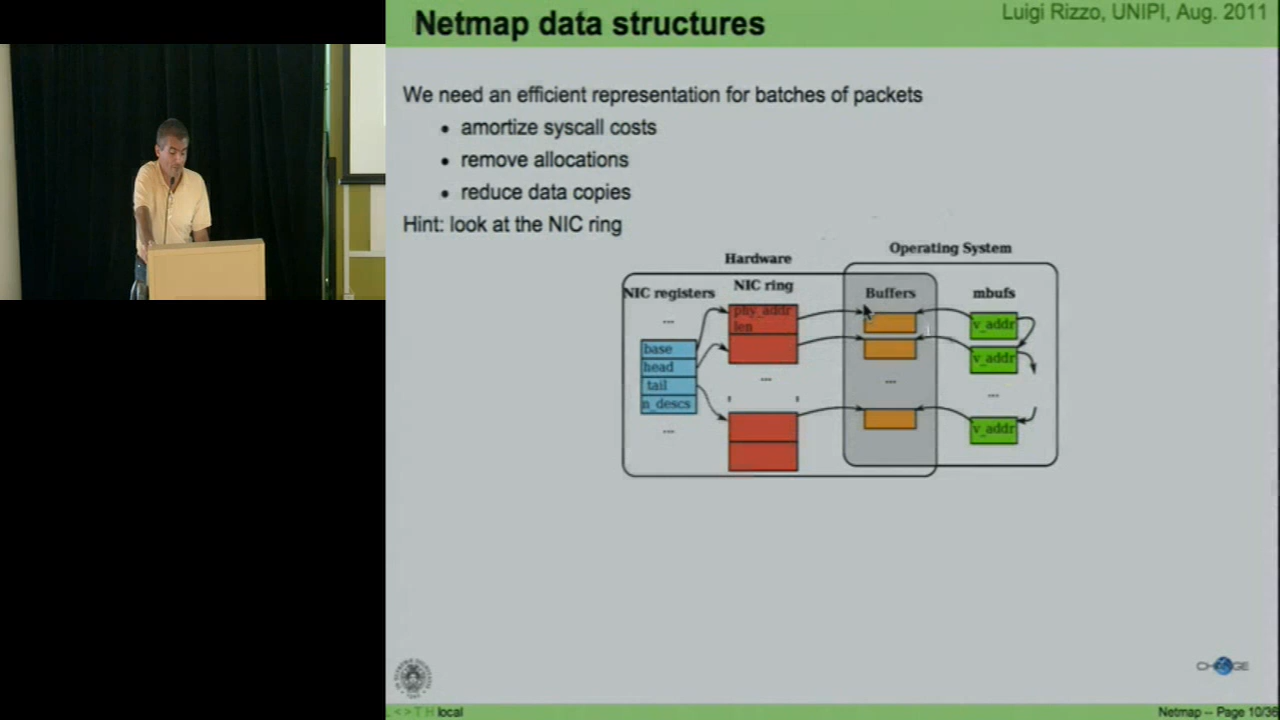 Netmap data structures
Luigi Rizzo, UNIPI, Aug. 2011
We need an efficient representation for batches of packets
• amortize syscall costs
• remove allocations
• reduce data copies
Hint: look at the NIC ring
Hardware
Operating System
NIC registers
NIC ring
Buffers
mbufs
...
phy_addr
len
base
head
tail
n_descs
...
...
...
v_addr
v_addr
...
...
v_addr
CHANGE
< > T H local
Netmap -- Page 10/36